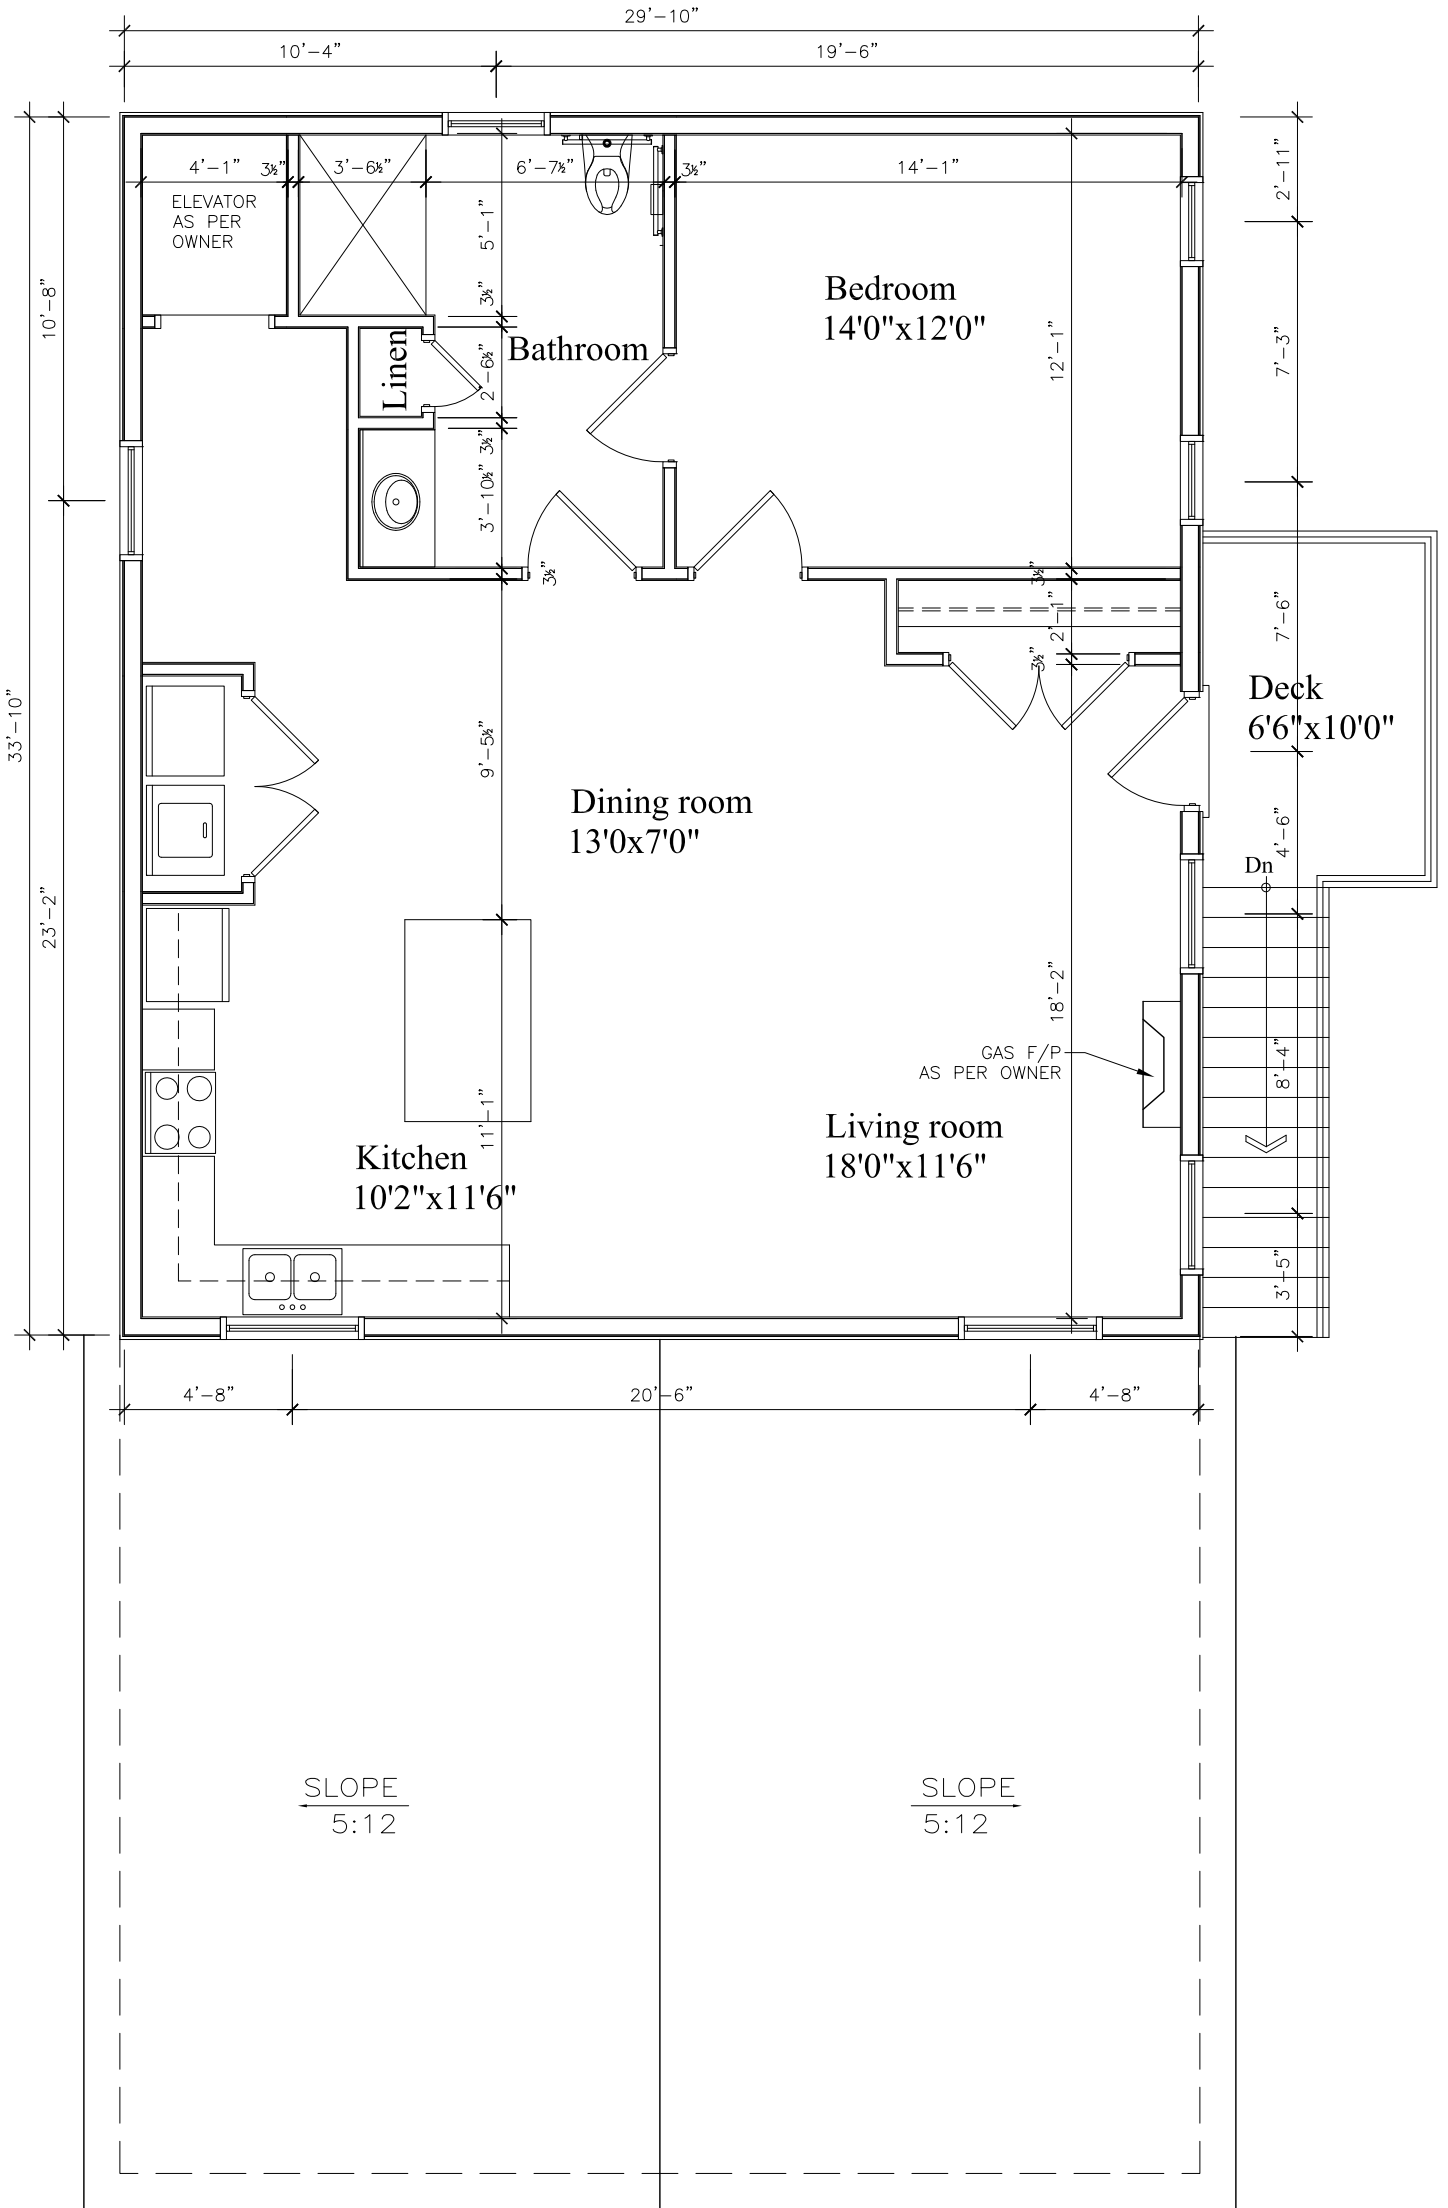 29'-10"
10'-4"
19'-6"
4'-1"
3½"
3'-6½"
6'-7½"
3½"
14'-1"
2'-11"
ELEVATOR
AS PER
OWNER
5'-1"
10'-8"
3½"
Bedroom
14'0"x12'0"
Linen
2'-6½"
Bathroom
12'-1"
7'-3"
3½"
3'-10½"
3½"
3½"
2'-1"
7'-6"
3½"
Deck
6'6"x10'0"
33'-10"
9'-5½"
Dining room
13'0x7'0"
4'-6"
Dn
23'-2"
18'-2"
GAS F/P
AS PER OWNER
8'-4"
11'-1"
Living room
18'0"x11'6"
Kitchen
10'2"x11'6"
3'-5"
4'-8"
20'-6"
4'-8"
SLOPE
5:12
SLOPE
5:12